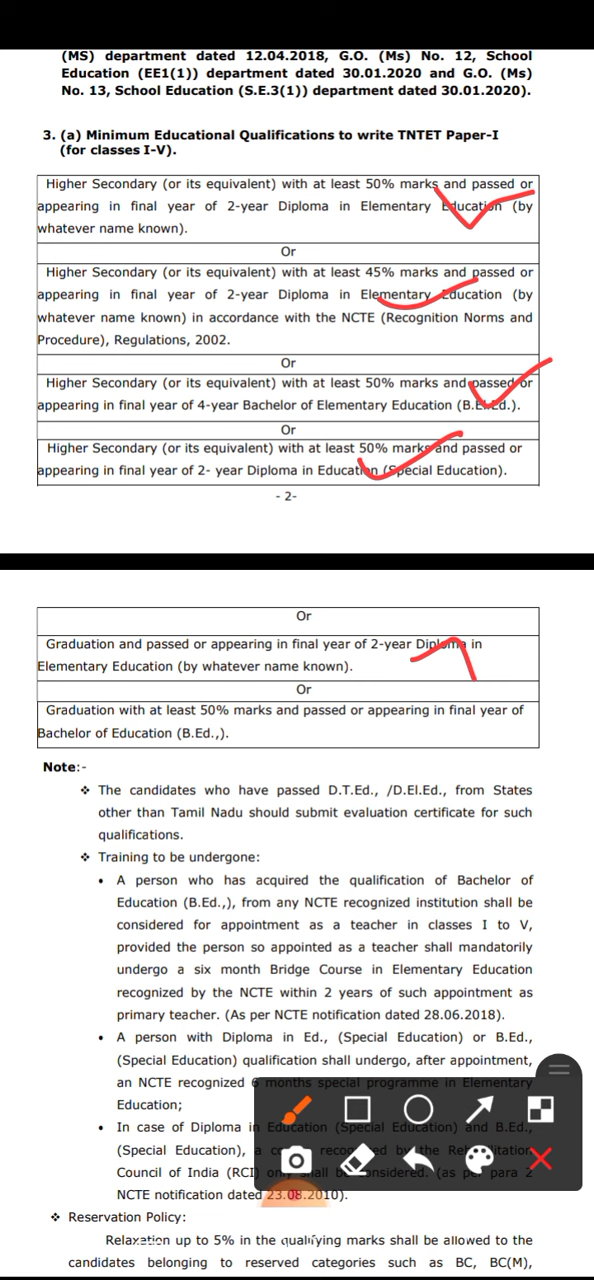 (MS) department dated 12.04.2018, G.O. (Ms) No. 12, School
Education (EE1(1)) department dated 30.01.2020 and G.O. (Ms)
No. 13, School Education (S.E.3(1)) department dated 30.01.2020).
3. (a) Minimum Educational Qualifications to write TNTET Paper-I
(for classes I-V).
Higher Secondary (or its equivalent) with at least 50% marks and passed or
appearing in final year of 2-year Diploma in Elementary Education (by
whatever name known).
Or
Higher Secondary (or its equivalent) with at least 45% marks and passed or
appearing in final year of 2-year Diploma in Elementary Education (by
whatever name known) in accordance with the NCTE (Recognition Norms and
Procedure), Regulations, 2002.
Or
Higher Secondary (or its equivalent) with at least 50% marks and passed or
appearing in final year of 4-year Bachelor of Elementary Education (B.El.Ed.).
Or
Higher Secondary (or its equivalent) with at least 50% marks and passed or
appearing in final year of 2- year Diploma in Education (Special Education).
- 2-
Or
Graduation and passed or appearing in final year of 2-year Diploma in
Elementary Education (by whatever name known).
Or
Graduation with at least 50% marks and passed or appearing in final year of
Bachelor of Education (B.Ed.,).
Note:-
❖ The candidates who have passed D.T.Ed., /D.El.Ed., from States
other than Tamil Nadu should submit evaluation certificate for such
qualifications.
❖ Training to be undergone:
• A person who has acquired the qualification of Bachelor of
Education (B.Ed.,), from any NCTE recognized institution shall be
considered for appointment as a teacher in classes I to V,
provided the person so appointed as a teacher shall mandatorily
undergo a six month Bridge Course in Elementary Education
recognized by the NCTE within 2 years of such appointment as
primary teacher. (As per NCTE notification dated 28.06.2018).
• A person with Diploma in Ed., (Special Education) or B.Ed.,
(Special Education) qualification shall undergo, after appointment,
an NCTE recognized 6 months special programme in Elementary
Education;
• In case of Diploma in Education (Special Education) and B.Ed.,
(Special Education), a recognized by the Rehabilitation
Council of India (RCI) only shall be considered. (as per para 2
NCTE notification dated 23.08.2010).
❖ Reservation Policy:
Relaxation up to 5% in the qualifying marks shall be allowed to the
candidates belonging to reserved categories such as BC, BC(M),